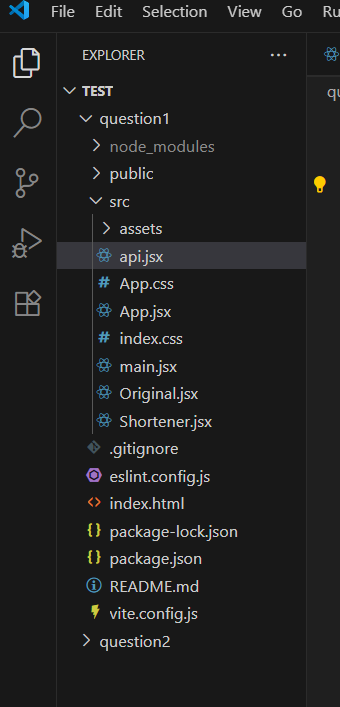 File Edit Selection View Go Ru
EXPLORER
TEST
question1
node_modules
public
src
assets
api.jsx
# App.css
App.jsx
# index.css
main.jsx
Original.jsx
Shortener.jsx
.gitignore
eslint.config.js
<> index.html
{} package-lock.json
{} package.json
README.md
vite.config.js
question2
qu